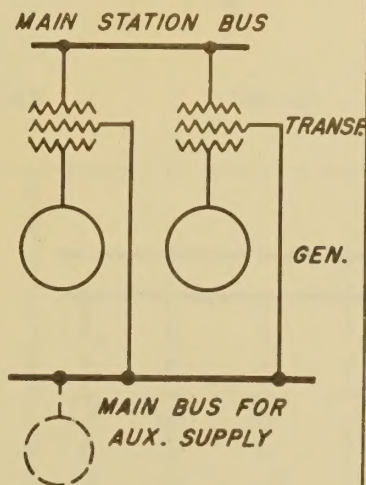 MAIN STATION BUS
TRANSF.
GEN.
MAIN BUS FOR
AUX. SUPPLY